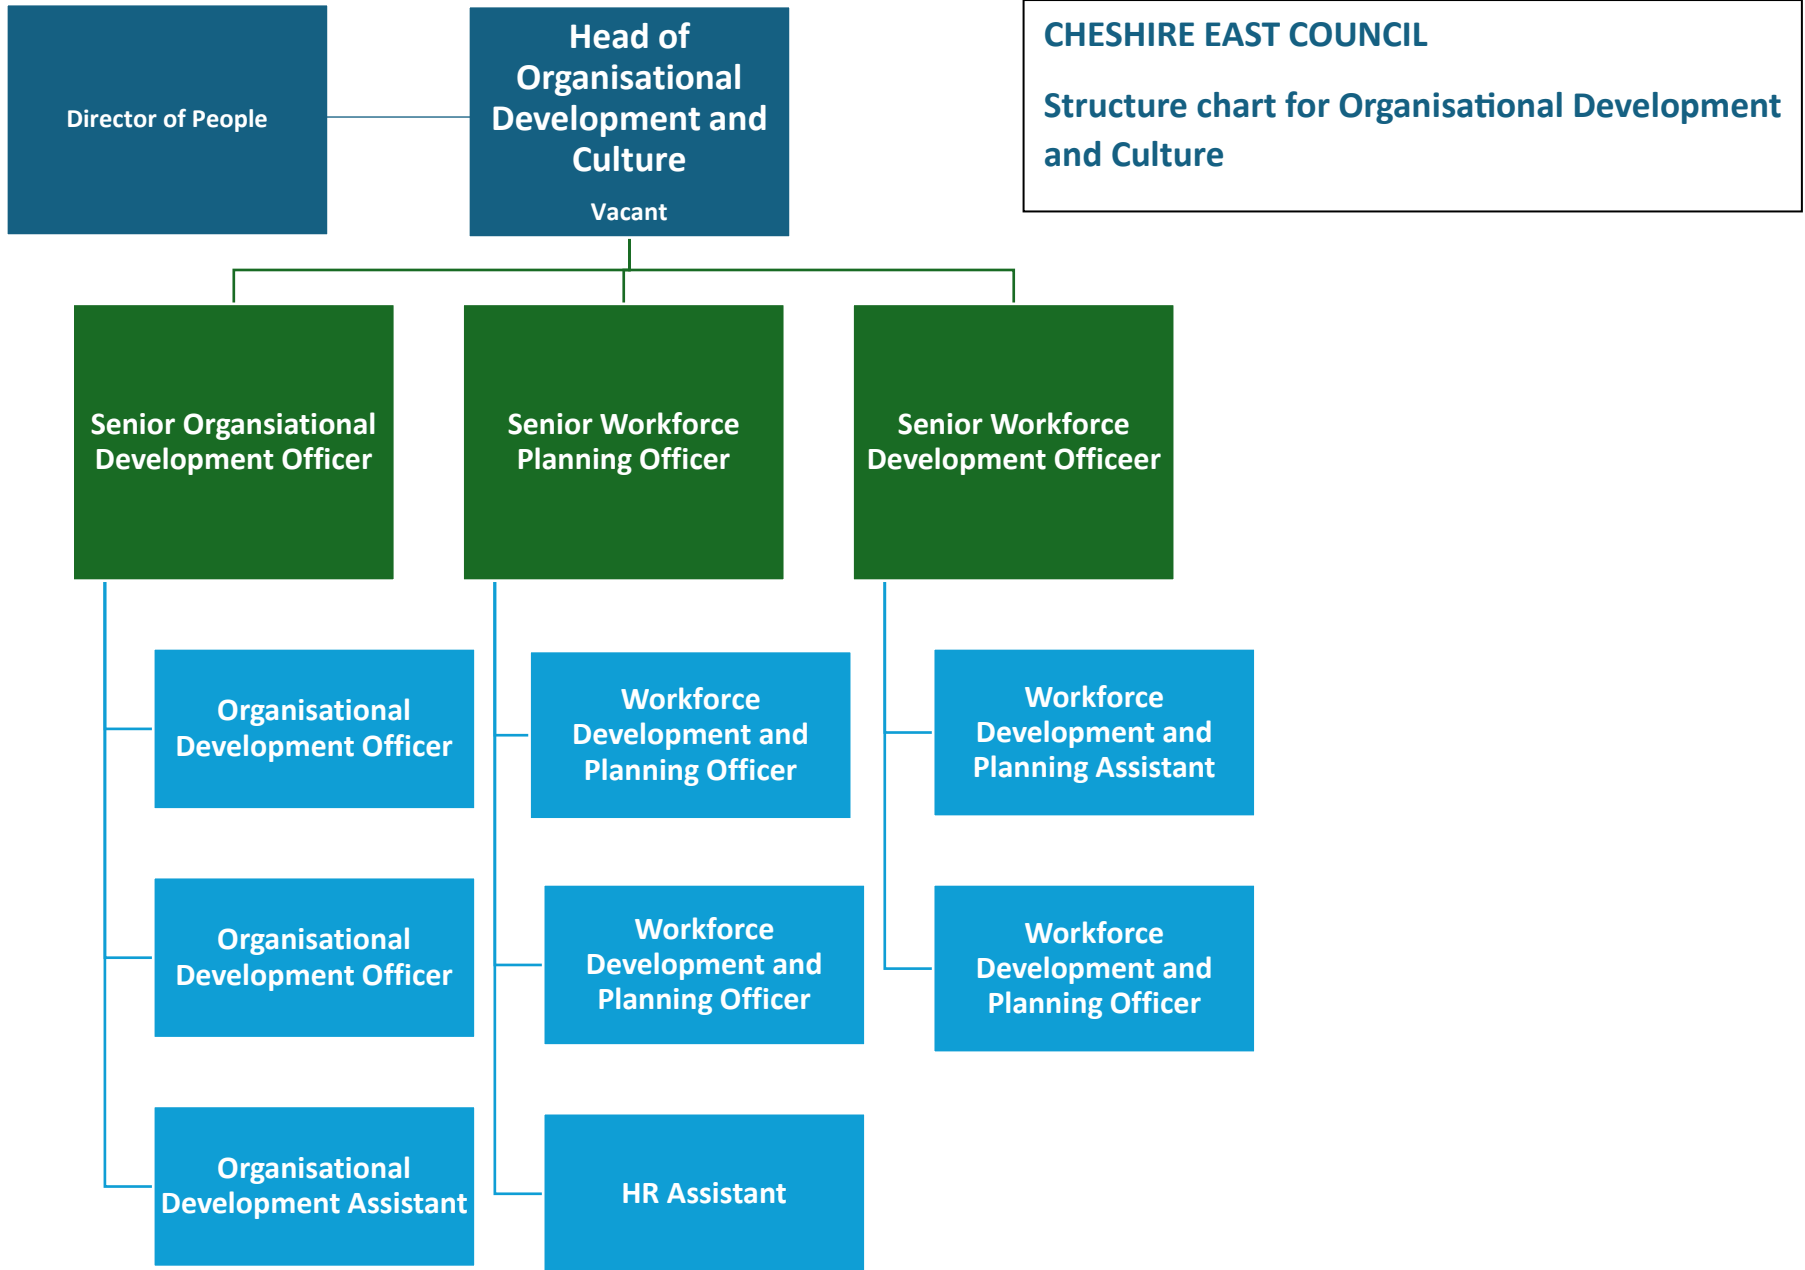 Director of People
Head of
Organisational
Development and
Culture
Vacant
CHESHIRE EAST COUNCIL
Structure chart for Organisational Development
and Culture
Senior Organsiational
Development Officer
Senior Workforce
Planning Officer
Senior Workforce
Development Officeer
Organisational
Development Officer
Workforce
Development and
Planning Officer
Workforce
Development and
Planning Assistant
Organisational
Development Officer
Workforce
Development and
Planning Officer
Workforce
Development and
Planning Officer
Organisational
Development Assistant
HR Assistant